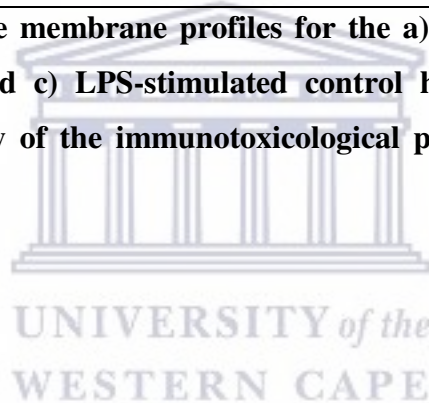 e membrane profiles for the a)
d c) LPS-stimulated control h
y of the immunotoxicological p
UNIVERSITY of the
WESTERN CAPE